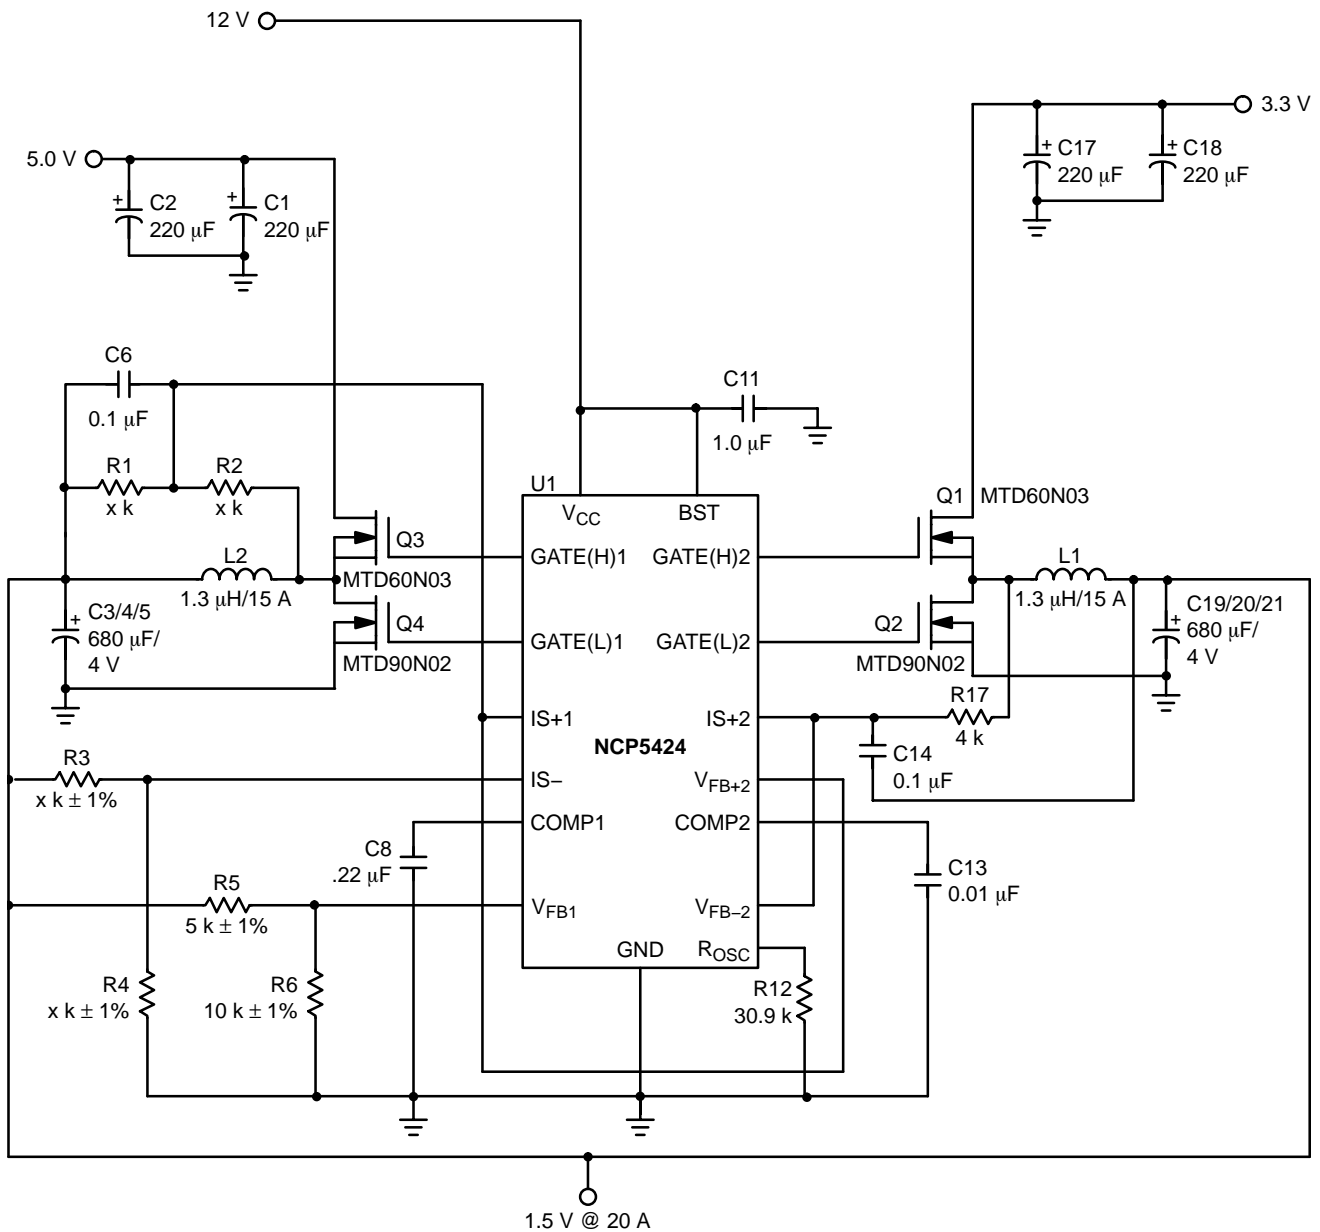 12 V
3.3 V
5.0 V
+
C2
220 µF
+
C1
220 µF
+
C17
220 µF
+
C18
220 µF
C6
0.1 µF
C11
1.0 µF
R1
x k
R2
x k
U1
VCC
BST
Q1
MTD60N03
Q3
MTD60N03
GATE(H)1
GATE(H)2
L2
1.3 µH/15 A
L1
1.3 µH/15 A
+
C3/4/5
680 µF/
4 V
Q4
MTD90N02
GATE(L)1
GATE(L)2
Q2
MTD90N02
+
C19/20/21
680 µF/
4 V
IS+1
IS+2
R17
4 k
NCP5424
C14
0.1 µF
R3
x k ± 1%
IS–
VFB+2
COMP1
COMP2
C8
.22 µF
C13
0.01 µF
R5
5 k ± 1%
VFB1
VFB–2
GND
ROSC
R4
x k ± 1%
R6
10 k ± 1%
R12
30.9 k
1.5 V @ 20 A